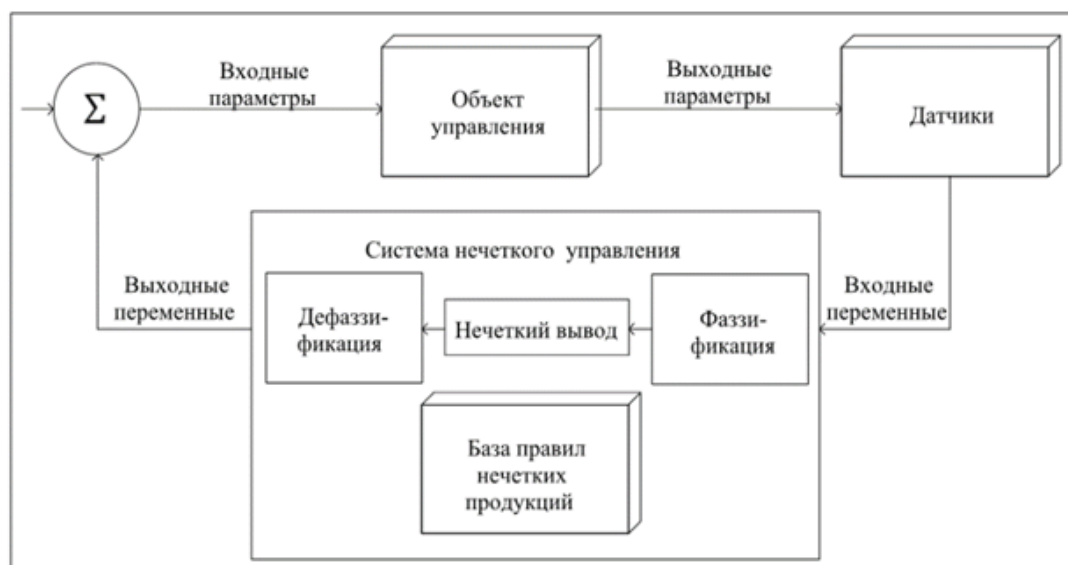 Σ
Входные
параметры
Объект
управления
Выходные
параметры
Датчики
Система нечеткого управления
Выходные
переменные
Дефаззи-
фикация
Нечеткий вывод
Фаззи-
фикация
Входные
переменные
База правил
нечетких
продукций